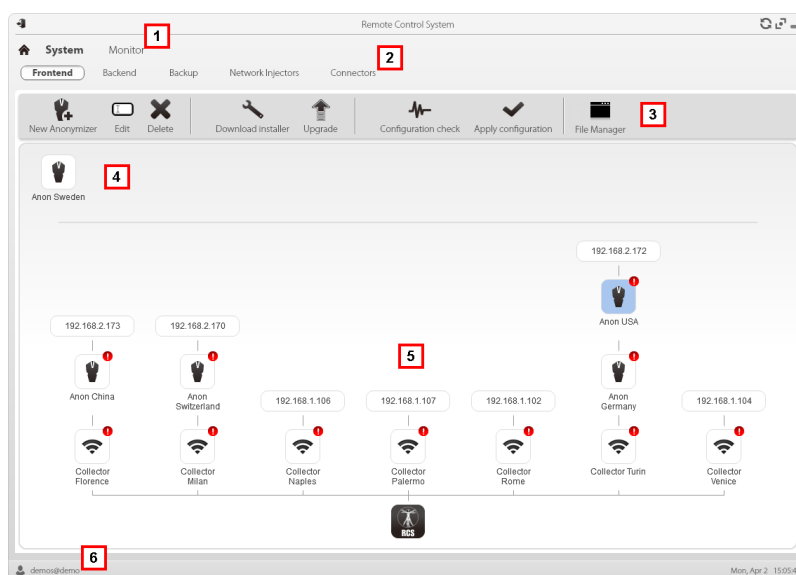 Remote Control System
1
System Monitor
2
Frontend Backend Backup Network Injectors Connectors
3
New Anonymizer Edit Delete Download installer Upgrade Configuration check Apply configuration File Manager
4
Anon Sweden
192.168.2.172
Anon USA
192.168.2.173 192.168.2.170
5
Anon China
Anon
Switzerland
Anon
Germany
192.168.1.106 192.168.1.107 192.168.1.102 192.168.1.104
Collector
Florence
Collector
Milan
Collector
Naples
Collector
Palermo
Collector
Rome
Collector Turin
Collector
Venice
RCS
6
demos@demo
Mon, Apr 2 15:05:4